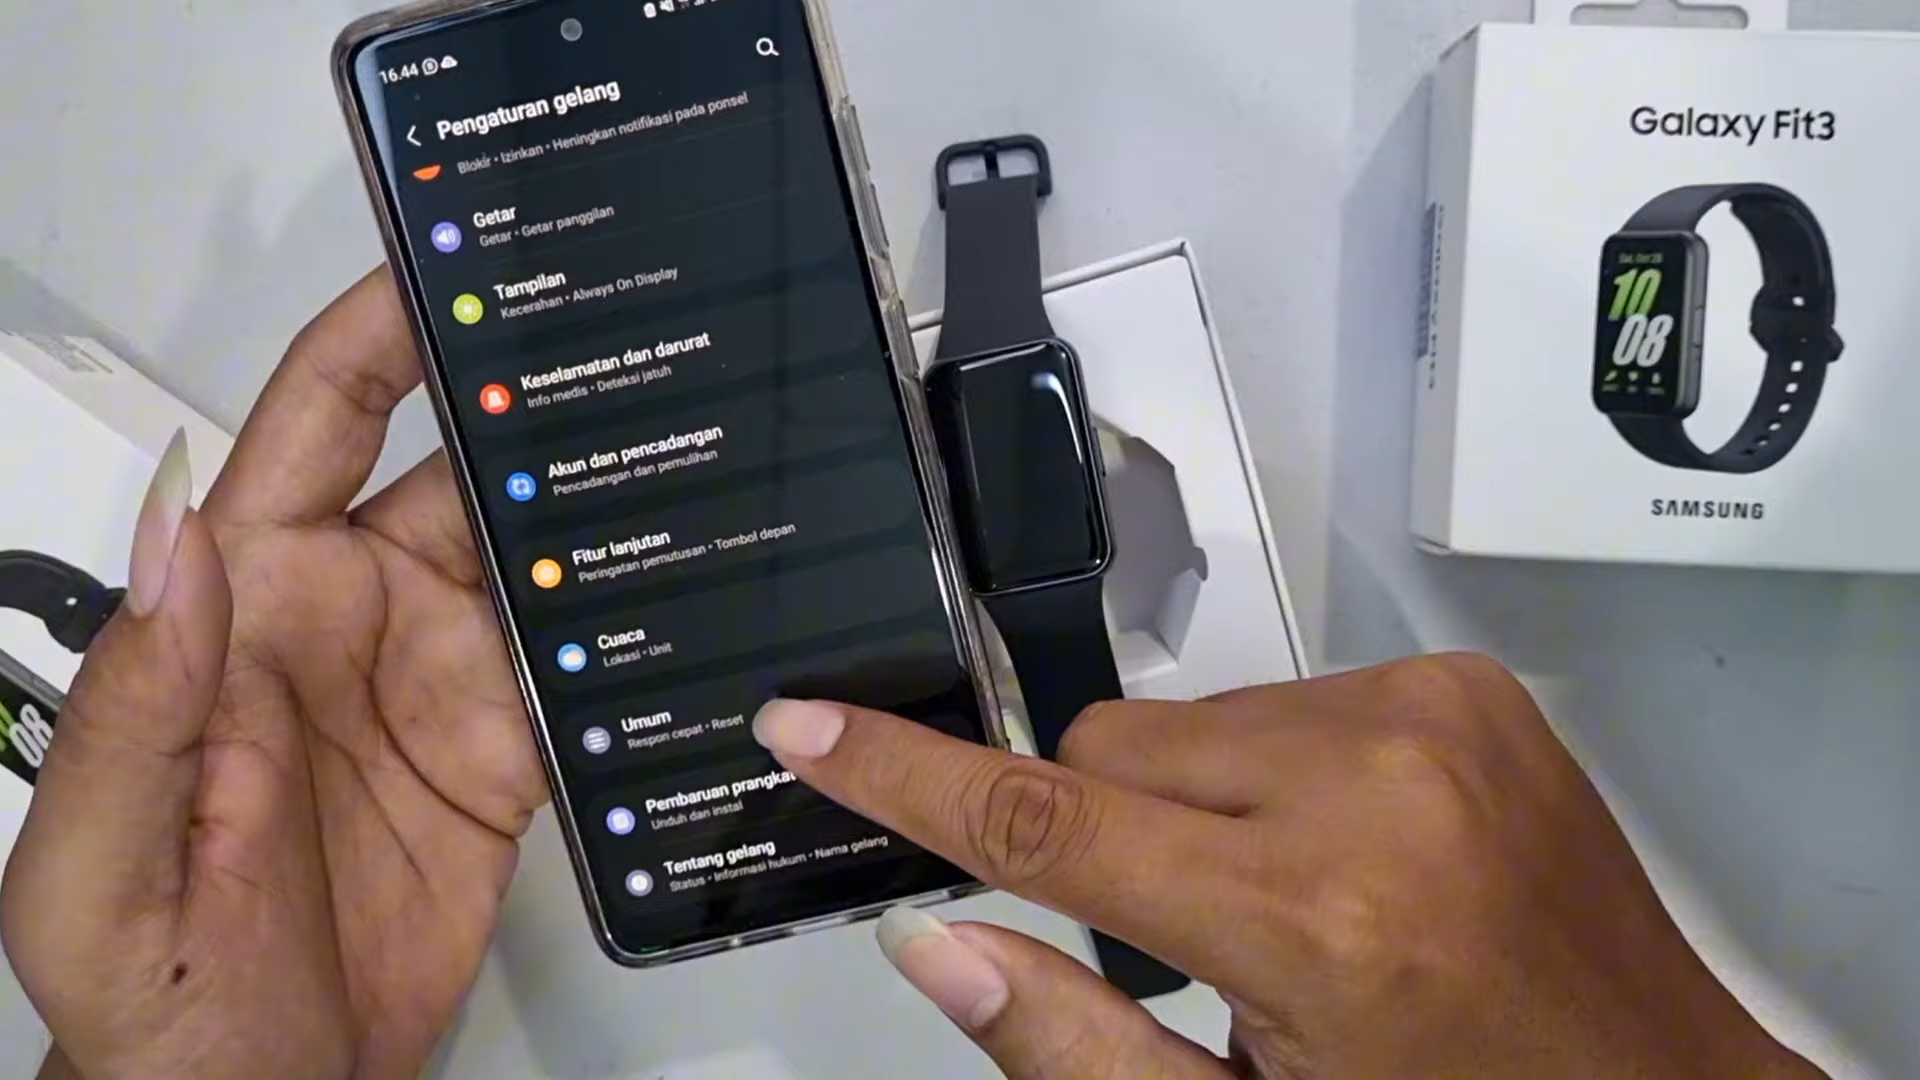 16.44
Pengaturan gelang
Blokir • Izinkan • Heningkan notifikasi pada ponsel
Getar
Getar • Getar panggilan
Tampilan
Kecerahan • Always On Display
Keselamatan dan darurat
Info medis • Deteksi jatuh
Akun dan pencadangan
Pencadangan dan pemulihan
Fitur lanjutan
Peringatan pemutusan • Tombol depan
Cuaca
Lokasi • Unit
Umum
Respon cepat • Reset
Pembaruan prangkat
Unduh dan instal
Tentang gelang
Status • Informasi hukum • Nama gelang
Galaxy Fit3
10
08
SAMSUNG
08